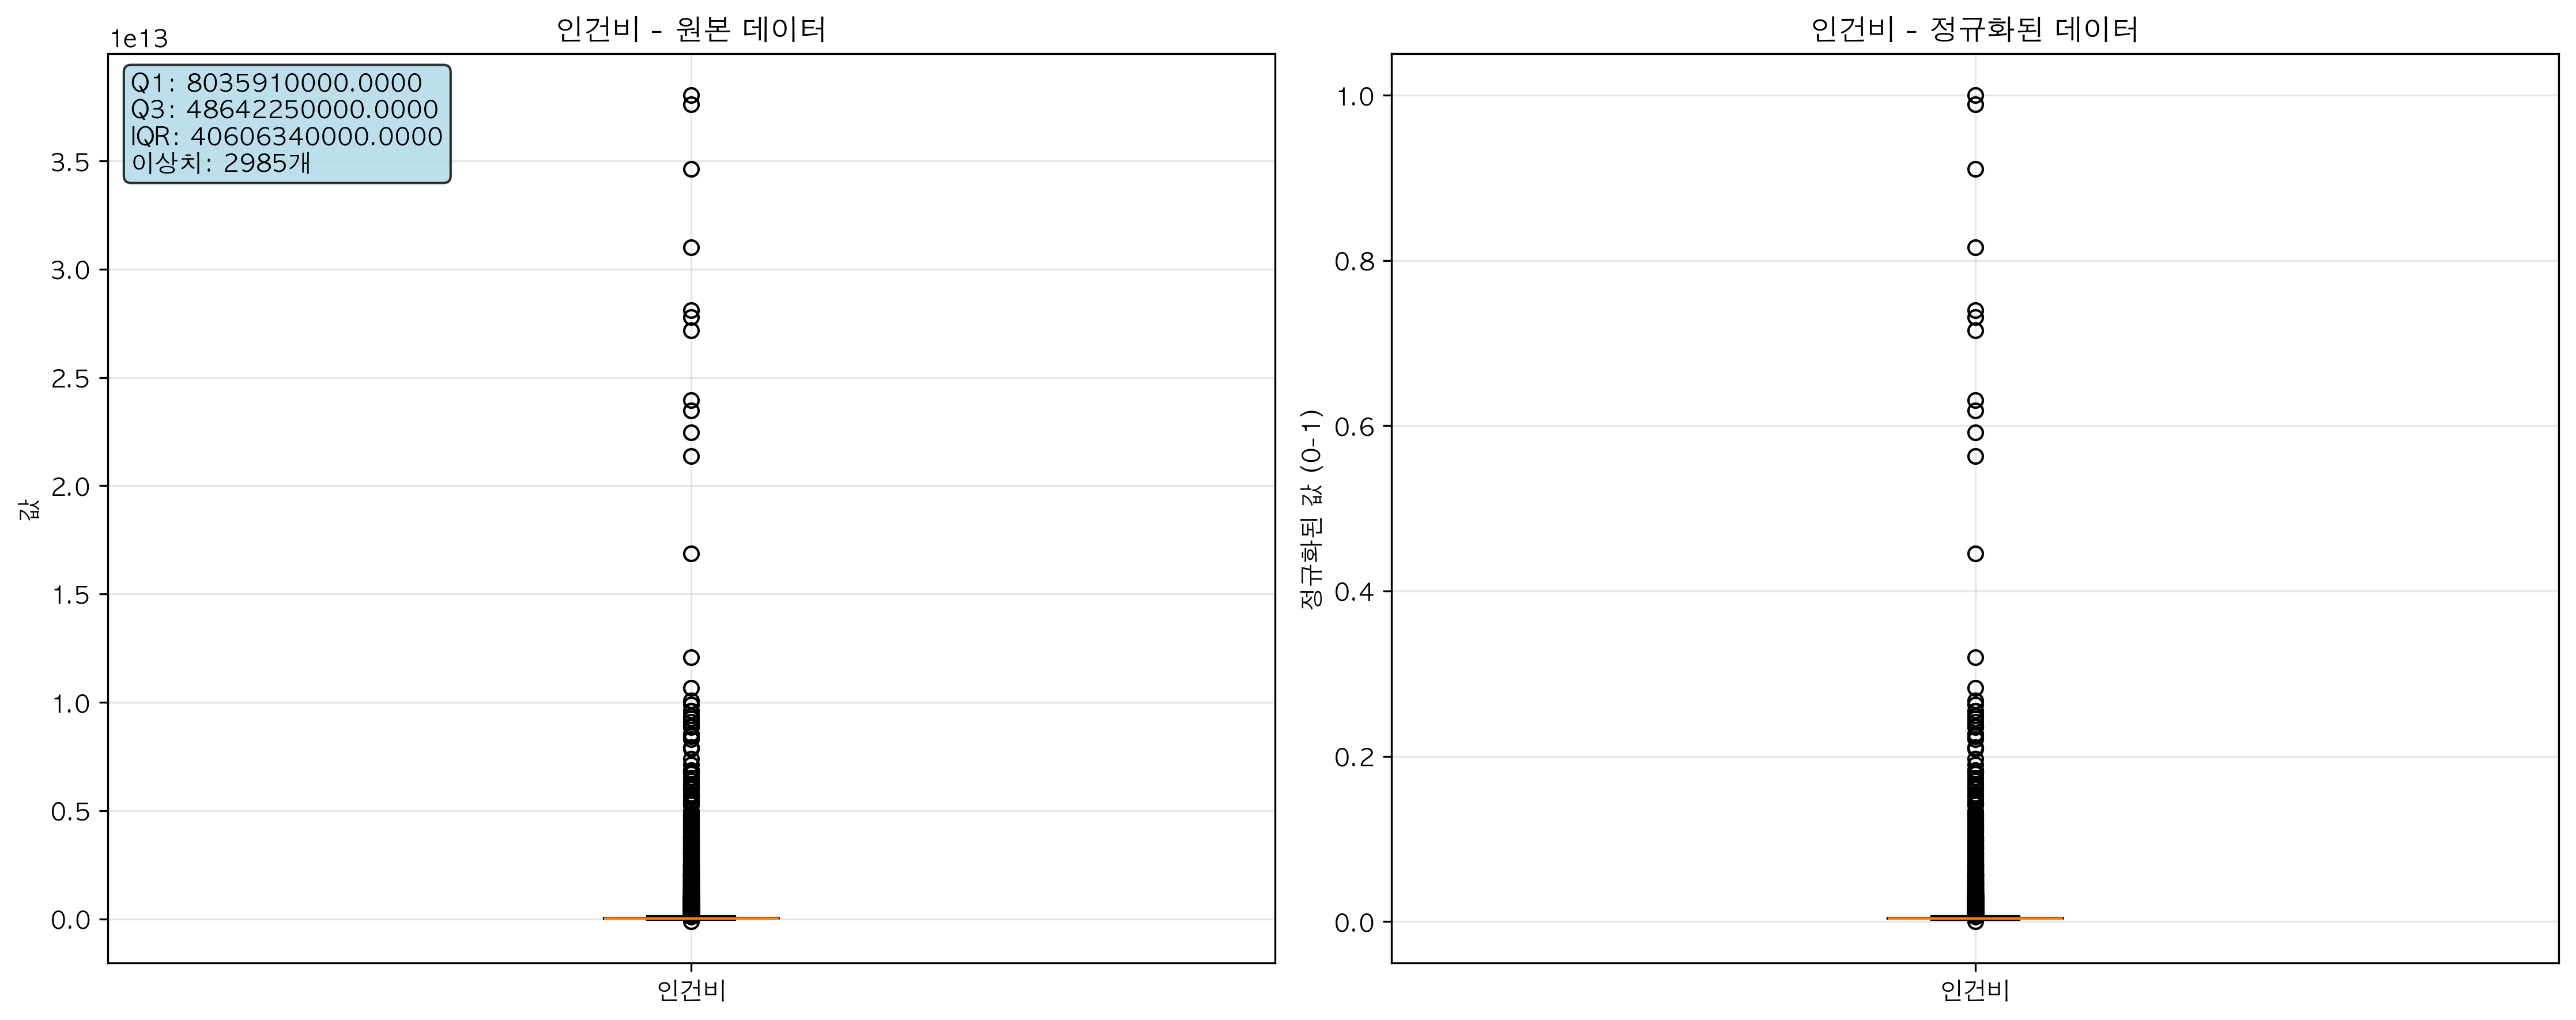 인건비 - 원본 데이터
1e13
Q1: 8035910000.0000
Q3: 48642250000.0000
IQR: 40606340000.0000
이상치: 2985개
3.5
3.0
2.5
2.0
1.5
1.0
0.5
0.0
값
인건비
인건비 - 정규화된 데이터
1.0
0.8
0.6
0.4
0.2
0.0
정규화된 값 (0-1)
인건비